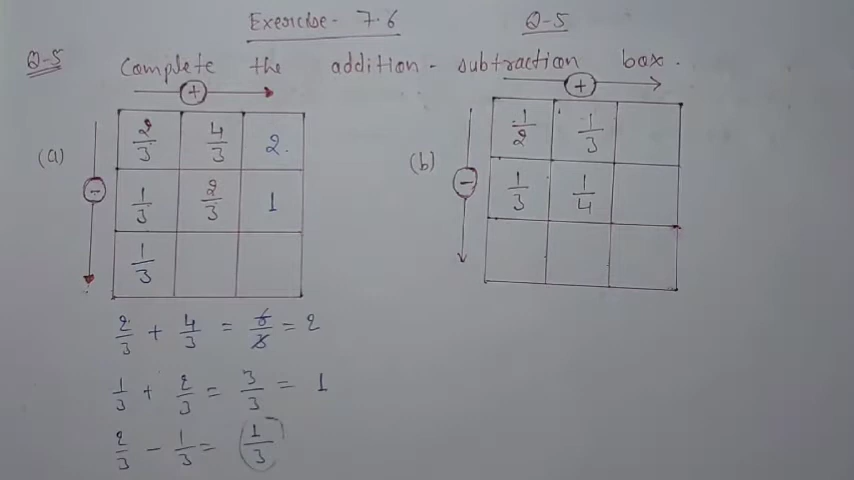 Exercise - 7.6 Q-5
Q-5 Complete the addition - subtraction box.
(a)
+
−
2/3 4/3 2.
1/3 2/3 1
1/3
(b)
+
−
1/2 1/3
1/3 1/4
2/3 + 4/3 = 6/3 = 2
1/3 + 2/3 = 3/3 = 1
2/3 − 1/3 = 1/3